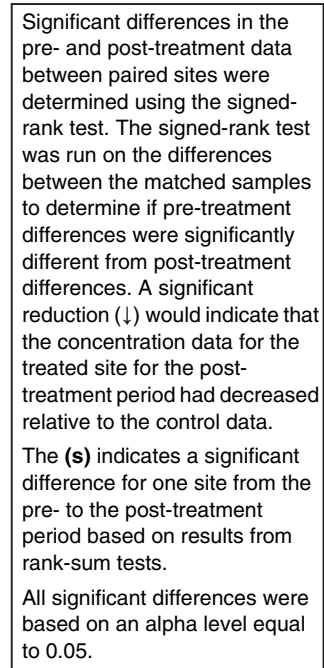 Significant differences in the
pre- and post-treatment data
between paired sites were
determined using the signed-
rank test. The signed-rank test
was run on the differences
between the matched samples
to determine if pre-treatment
differences were significantly
different from post-treatment
differences. A significant
reduction (↓) would indicate that
the concentration data for the
treated site for the post-
treatment period had decreased
relative to the control data.
The (s) indicates a significant
difference for one site from the
pre- to the post-treatment
period based on results from
rank-sum tests.
All significant differences were
based on an alpha level equal
to 0.05.